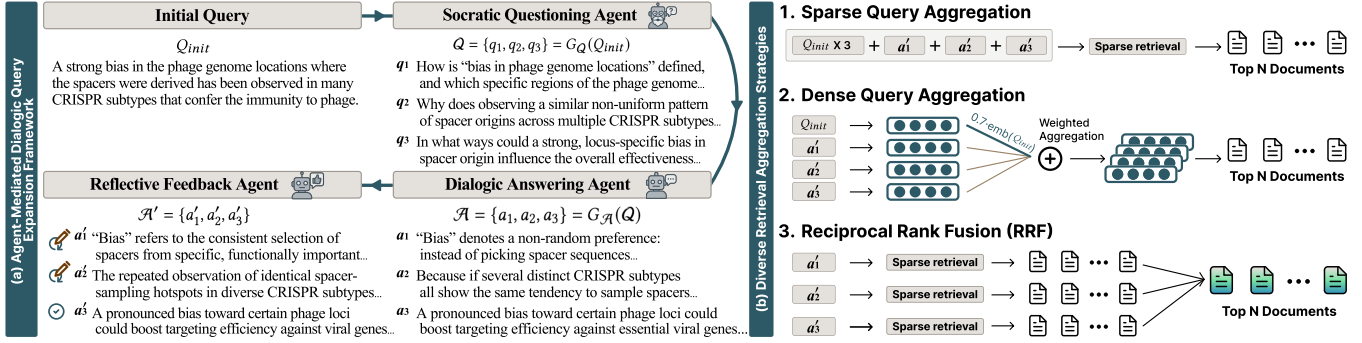 (a) Agent-Mediated Dialogic Query
Expansion Framework
Initial Query
Q_init
A strong bias in the phage genome locations where
the spacers were derived has been observed in many
CRISPR subtypes that confer the immunity to phage.
Socratic Questioning Agent
Q = {q1, q2, q3} = G_Q(Q_init)
q1 How is “bias in phage genome locations” defined,
and which specific regions of the phage genome...
q2 Why does observing a similar non-uniform pattern
of spacer origins across multiple CRISPR subtypes...
q3 In what ways could a strong, locus-specific bias in
spacer origin influence the overall effectiveness...
Reflective Feedback Agent
A′ = {a′1, a′2, a′3}
a′1 “Bias” refers to the consistent selection of
spacers from specific, functionally important...
a′2 The repeated observation of identical spacer-
sampling hotspots in diverse CRISPR subtypes...
a′3 A pronounced bias toward certain phage loci
could boost targeting efficiency against viral genes...
Dialogic Answering Agent
A = {a1, a2, a3} = G_A(Q)
a1 “Bias” denotes a non-random preference:
instead of picking spacer sequences...
a2 Because if several distinct CRISPR subtypes
all show the same tendency to sample spacers...
a3 A pronounced bias toward certain phage loci could
boost targeting efficiency against essential viral genes...
(b) Diverse Retrieval Aggregation Strategies
1. Sparse Query Aggregation
Q_init X 3 + a′1 + a′2 + a′3
Sparse retrieval
Top N Documents
2. Dense Query Aggregation
Q_init
a′1
a′2
a′3
0.7·emb(Q_init)
Weighted
Aggregation
+
Top N Documents
3. Reciprocal Rank Fusion (RRF)
a′1 Sparse retrieval
a′2 Sparse retrieval
a′3 Sparse retrieval
Top N Documents